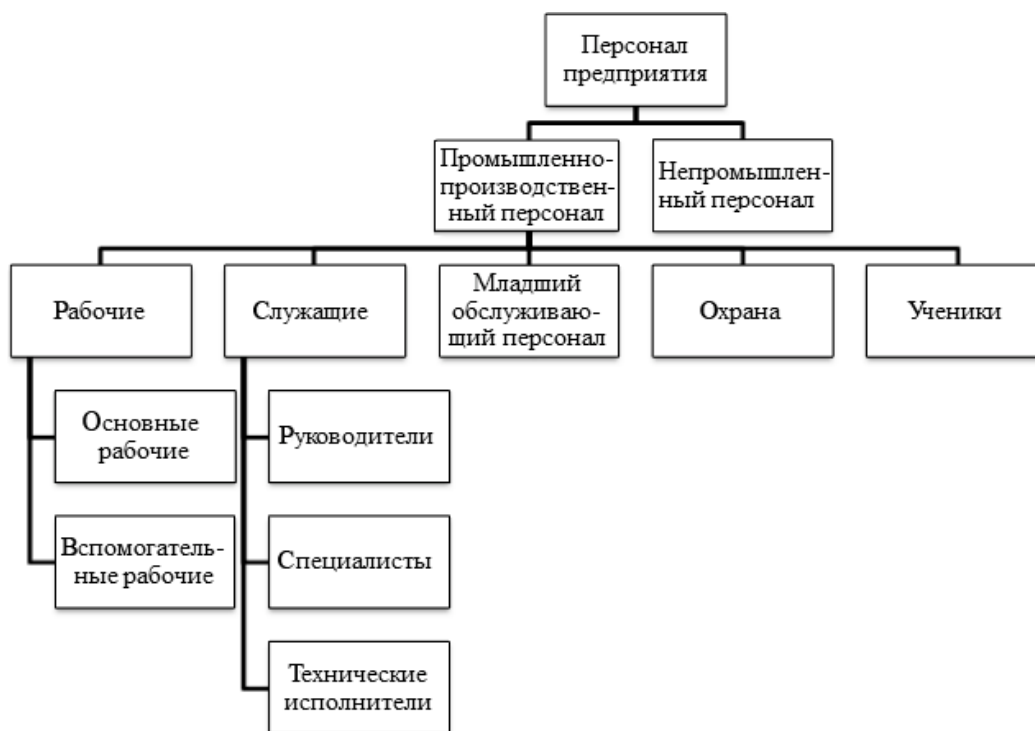 Персонал
предприятия
Промышленно-
производствен-
ный персонал
Непромышлен-
ный персонал
Рабочие
Служащие
Младший
обслуживаю-
щий персонал
Охрана
Ученики
Основные
рабочие
Руководители
Вспомогатель-
ные рабочие
Специалисты
Технические
исполнители